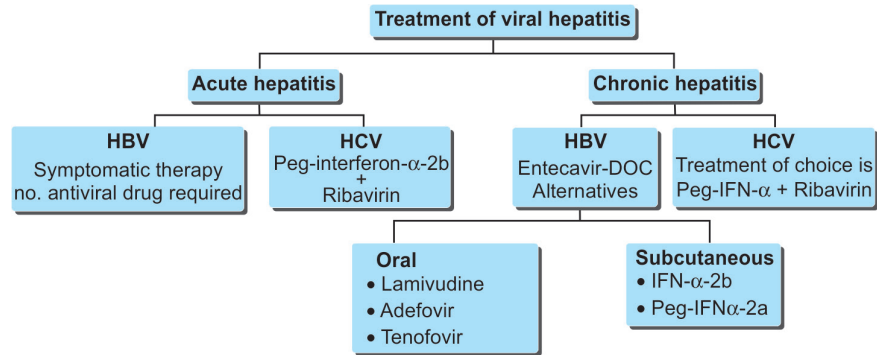 Treatment of viral hepatitis
Acute hepatitis
Chronic hepatitis
HBV
Symptomatic therapy
no. antiviral drug required
HCV
Peg-interferon-α-2b
+
Ribavirin
HBV
Entecavir-DOC
Alternatives
HCV
Treatment of choice is
Peg-IFN-α + Ribavirin
Oral
• Lamivudine
• Adefovir
• Tenofovir
Subcutaneous
• IFN-α-2b
• Peg-IFNα-2a